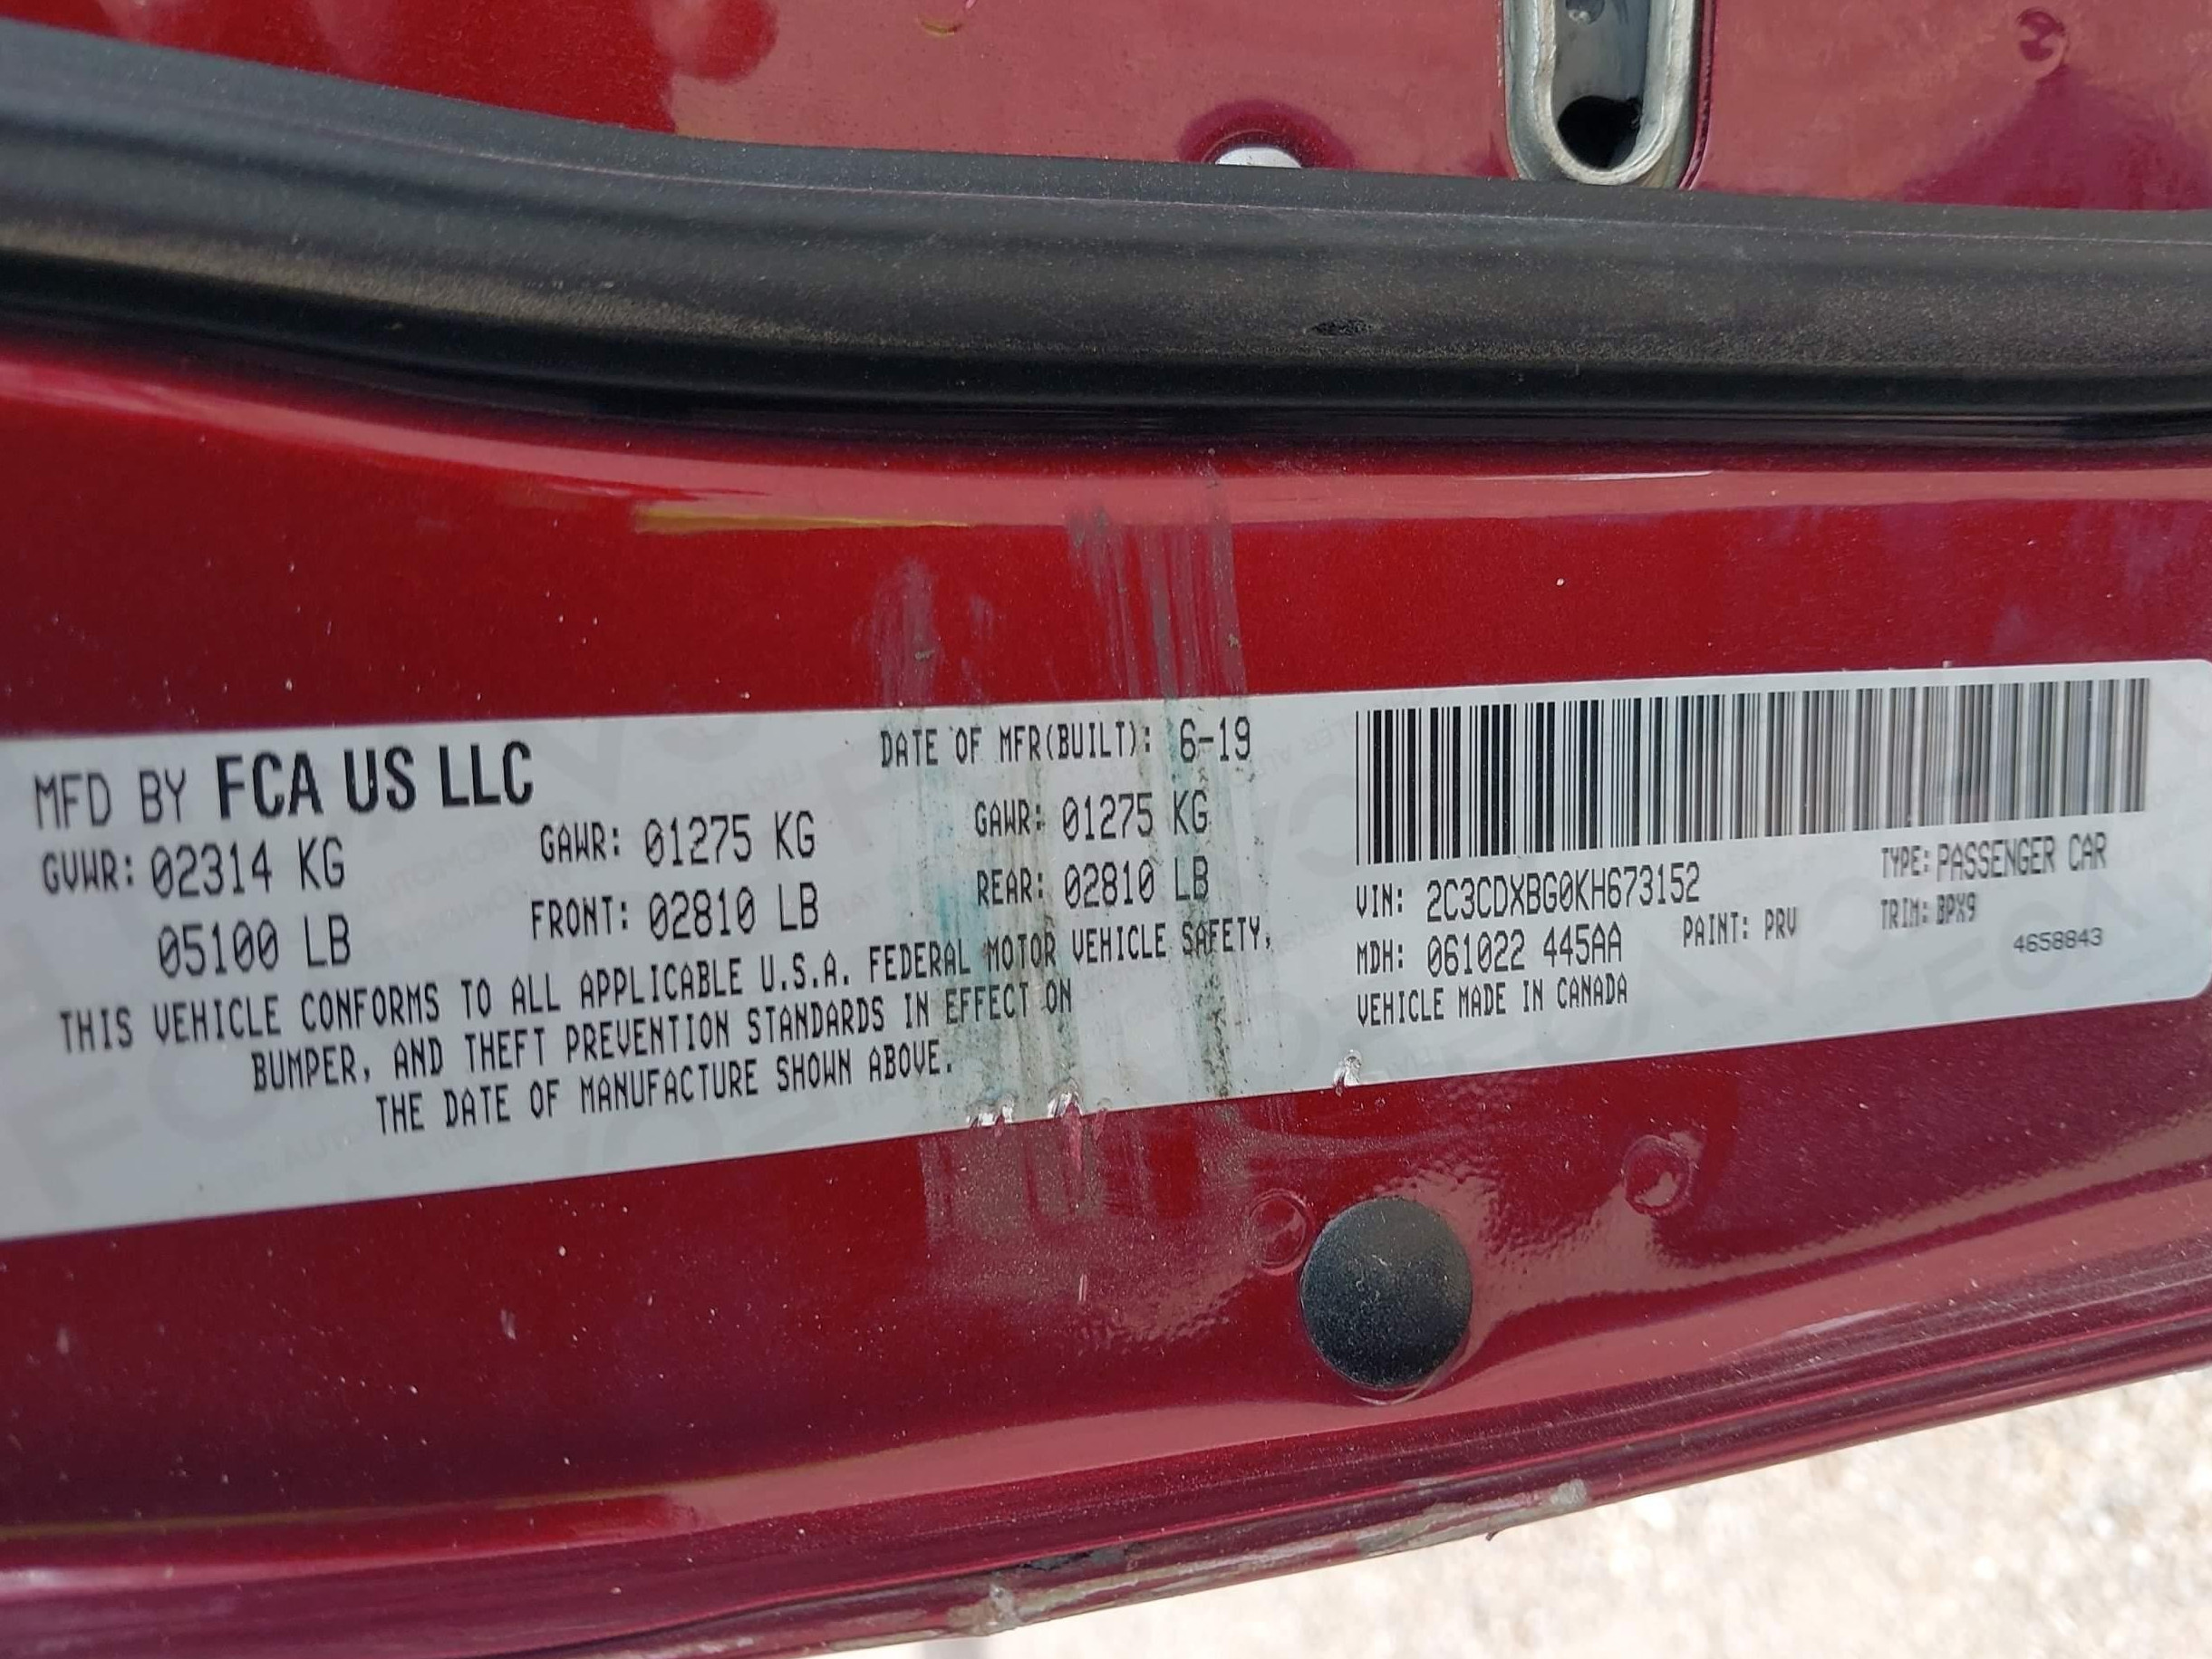 MFD BY FCA US LLC
DATE OF MFR(BUILT): 6-19
GVWR: 02314 KG
GAWR: 01275 KG
GAWR: 01275 KG
05100 LB
FRONT: 02810 LB
REAR: 02810 LB
THIS VEHICLE CONFORMS TO ALL APPLICABLE U.S.A. FEDERAL MOTOR VEHICLE SAFETY,
BUMPER, AND THEFT PREVENTION STANDARDS IN EFFECT ON
THE DATE OF MANUFACTURE SHOWN ABOVE.
VIN: 2C3CDXBG0KH673152
TYPE: PASSENGER CAR
MDH: 061022 445AA
PAINT: PRV
TRIM: BPX9
VEHICLE MADE IN CANADA
4658843